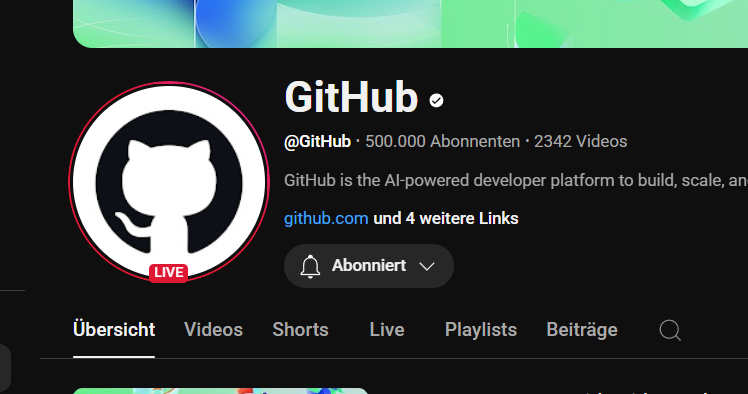 GitHub
@GitHub · 500.000 Abonnenten · 2342 Videos
GitHub is the AI-powered developer platform to build, scale,
github.com und 4 weitere Links
LIVE
Abonniert
Übersicht Videos Shorts Live Playlists Beiträge